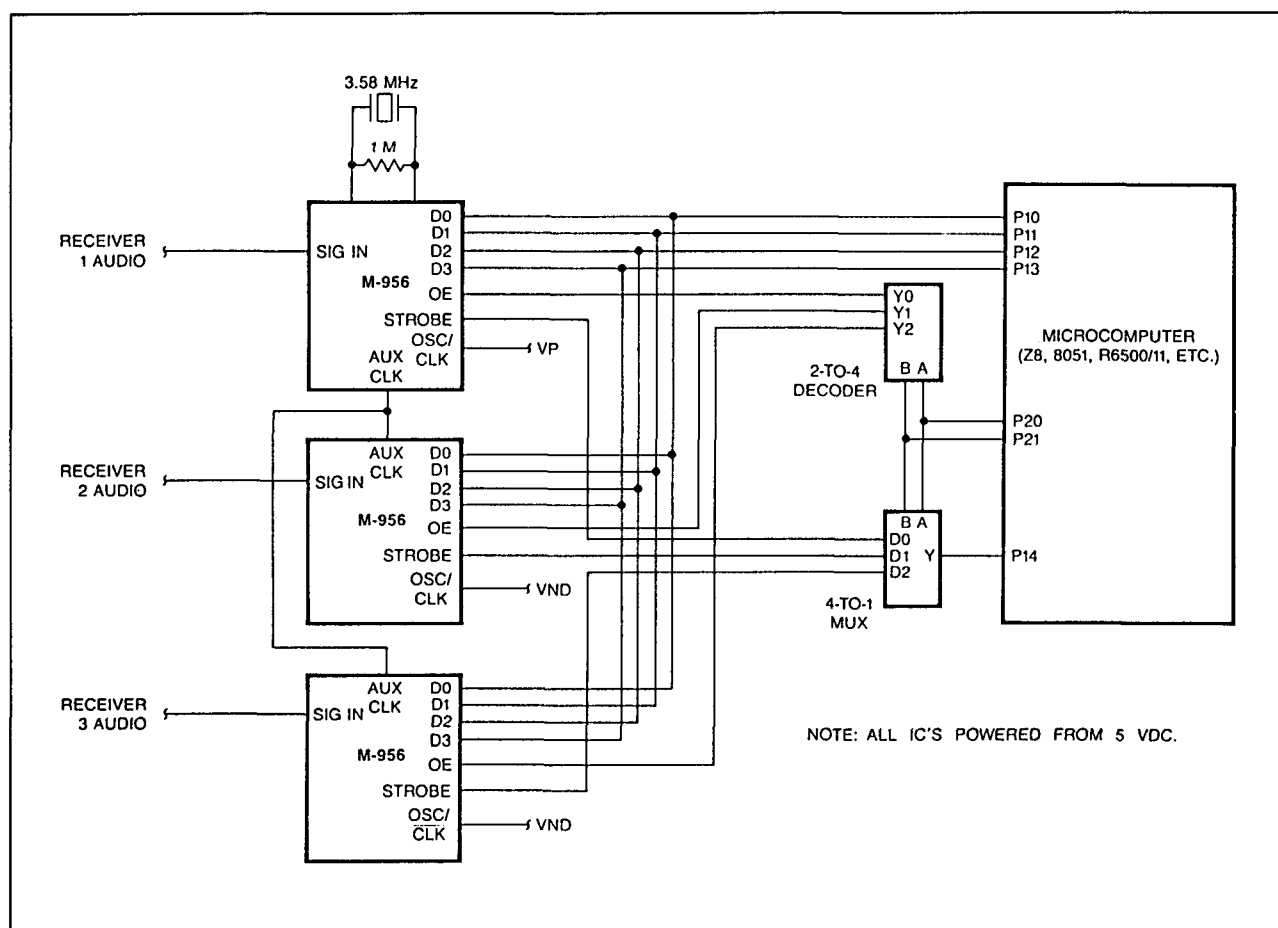 3.58 MHz
1 M
RECEIVER
1 AUDIO
SIG IN
M-956
D0
D1
D2
D3
OE
STROBE
OSC/
CLK
VP
AUX
CLK
RECEIVER
2 AUDIO
SIG IN
AUX
CLK
M-956
D0
D1
D2
D3
OE
STROBE
OSC/
CLK
VND
RECEIVER
3 AUDIO
SIG IN
AUX
CLK
M-956
D0
D1
D2
D3
OE
STROBE
OSC/
CLK
VND
Y0
Y1
Y2
B A
2-TO-4
DECODER
B A
D0
D1
D2
Y
4-TO-1
MUX
P10
P11
P12
P13
MICROCOMPUTER
(Z8, 8051, R6500/11, ETC.)
P20
P21
P14
NOTE: ALL IC'S POWERED FROM 5 VDC.